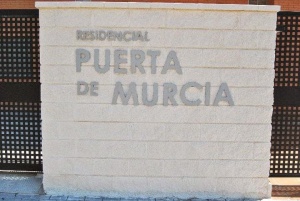 RESIDENCIAL
PUERTA
DE MURCIA